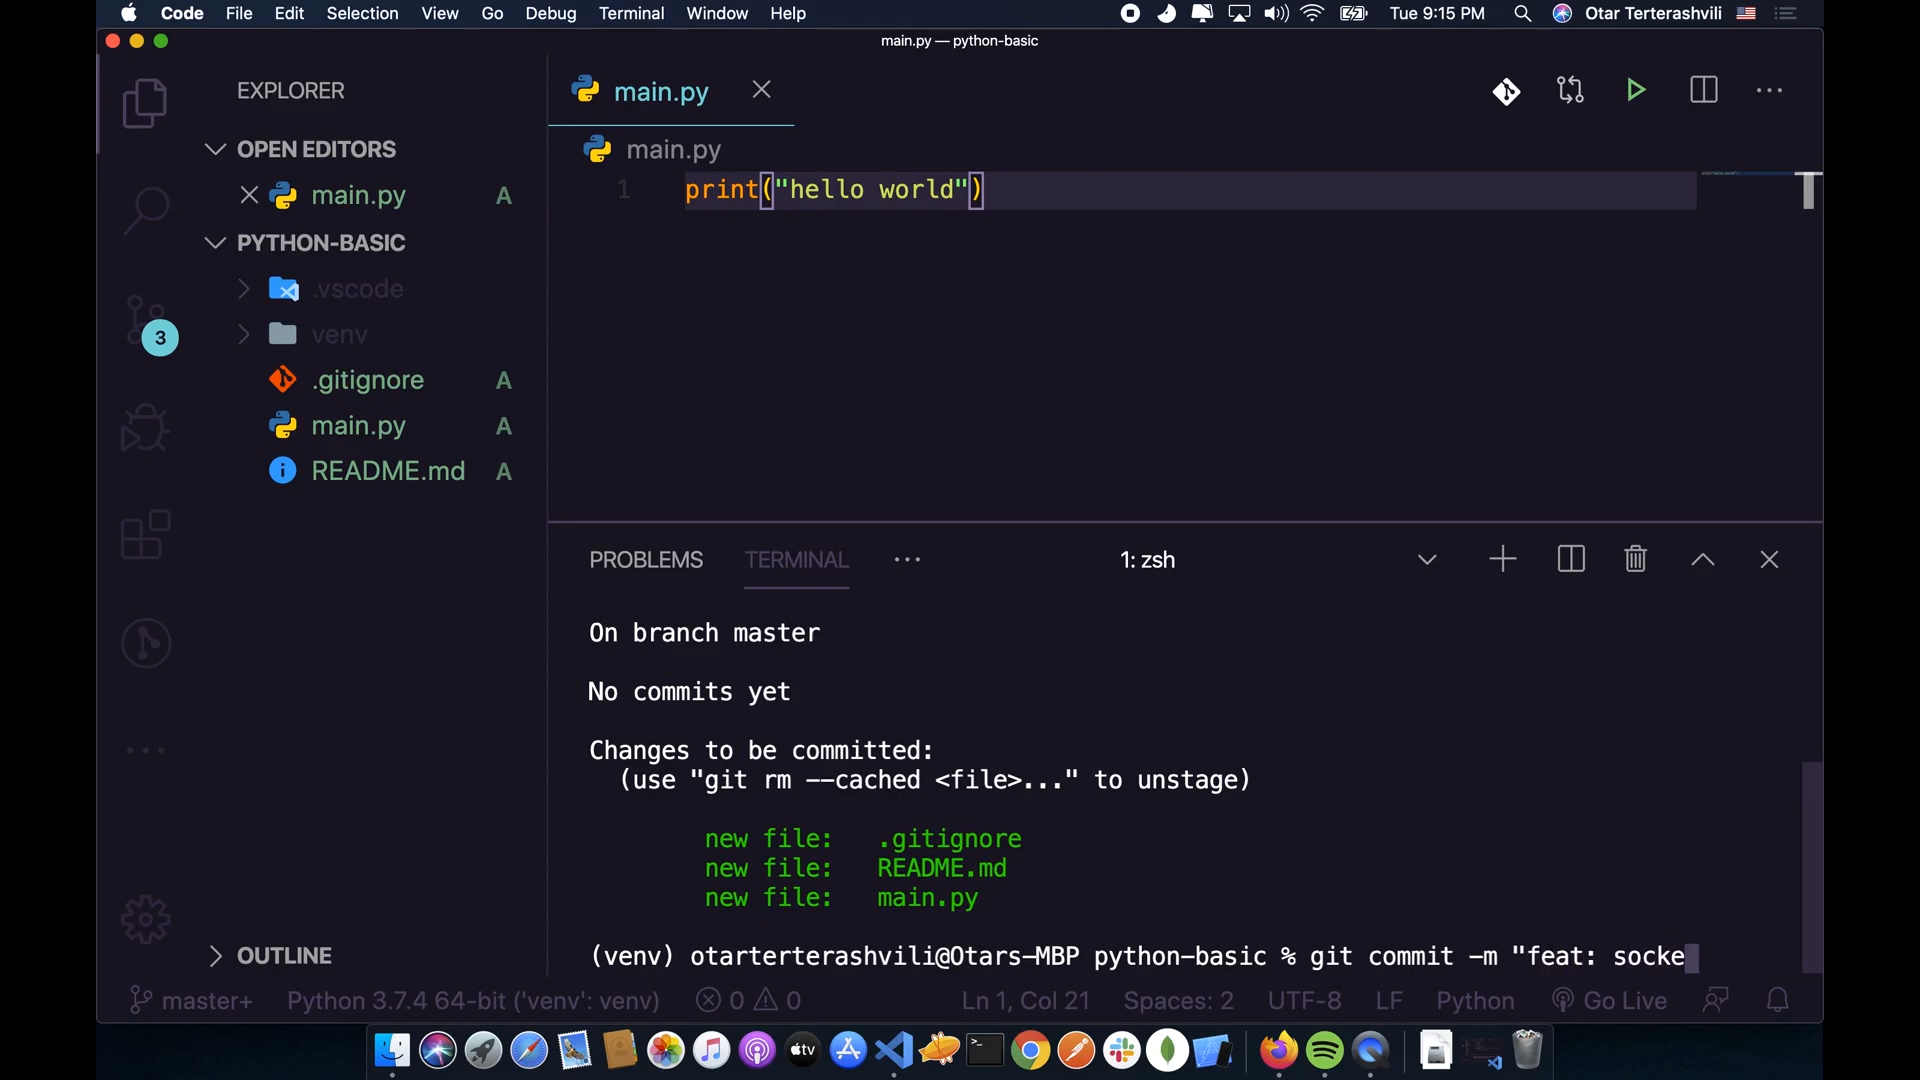 Code File Edit Selection View Go Debug Terminal Window Help Tue 9:15 PM Otar Terterashvili
main.py — python-basic
EXPLORER
OPEN EDITORS
main.py A
PYTHON-BASIC
.vscode
venv
.gitignore A
main.py A
README.md A
3
OUTLINE
main.py
main.py
1 print("hello world")
PROBLEMS TERMINAL 1: zsh
On branch master
No commits yet
Changes to be committed:
(use "git rm --cached <file>..." to unstage)
new file: .gitignore
new file: README.md
new file: main.py
(venv) otarterterashvili@Otars-MBP python-basic % git commit -m "feat: socke
master+ Python 3.7.4 64-bit ('venv': venv) 0 0 Ln 1, Col 21 Spaces: 2 UTF-8 LF Python Go Live
tv